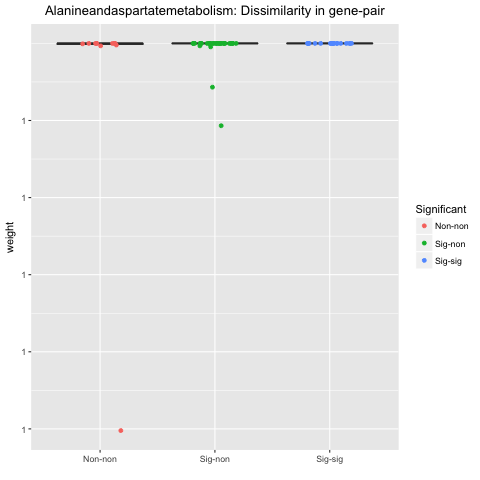 Alanineandaspartatemetabolism: Dissimilarity in gene-pair
weight
1
1
1
1
1
Non-non
Sig-non
Sig-sig
Significant
Non-non
Sig-non
Sig-sig